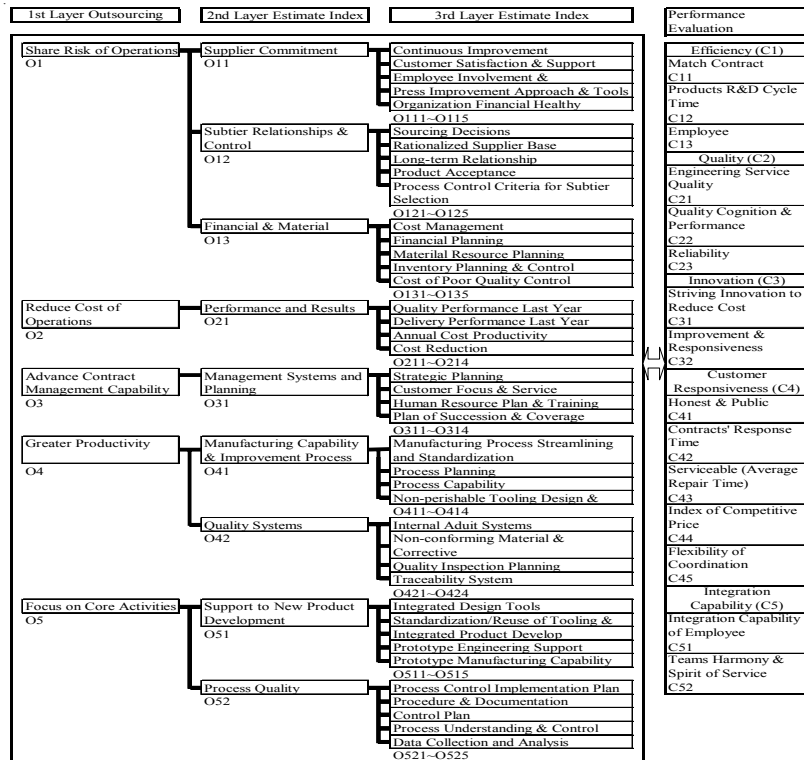 1st Layer Outsourcing
2nd Layer Estimate Index
3rd Layer Estimate Index
Share Risk of Operations
O1
Supplier Commitment
O11
Continuous Improvement
Customer Satisfaction & Support
Employee Involvement &
Press Improvement Approach & Tools
Organization Financial Healthy
O111~O115
Subtier Relationships &
Control
O12
Sourcing Decisions
Rationalized Supplier Base
Long-term Relationship
Product Acceptance
Process Control Criteria for Subtier
Selection
O121~O125
Financial & Material
O13
Cost Management
Financial Planning
Materilal Resource Planning
Inventory Planning & Control
Cost of Poor Quality Control
O131~O135
Reduce Cost of
Operations
O2
Performance and Results
O21
Quality Performance Last Year
Delivery Performance Last Year
Annual Cost Productivity
Cost Reduction
O211~O214
Advance Contract
Management Capability
O3
Management Systems and
Planning
O31
Strategic Planning
Customer Focus & Service
Human Resource Plan & Training
Plan of Succession & Coverage
O311~O314
Greater Productivity
O4
Manufacturing Capability
& Improvement Process
O41
Manufacturing Process Streamlining
and Standardization
Process Planning
Process Capability
Non-perishable Tooling Design &
O411~O414
Quality Systems
O42
Internal Aduit Systems
Non-conforming Material &
Corrective
Quality Inspection Planning
Traceability System
O421~O424
Focus on Core Activities
O5
Support to New Product
Development
O51
Integrated Design Tools
Standardization/Reuse of Tooling &
Integrated Product Develop
Prototype Engineering Support
Prototype Manufacturing Capability
O511~O515
Process Quality
O52
Process Control Implementation Plan
Procedure & Documentation
Control Plan
Process Understanding & Control
Data Collection and Analysis
O521~O525
Performance
Evaluation
Efficiency (C1)
Match Contract
C11
Products R&D Cycle
Time
C12
Employee
C13
Quality (C2)
Engineering Service
Quality
C21
Quality Cognition &
Performance
C22
Reliability
C23
Innovation (C3)
Striving Innovation to
Reduce Cost
C31
Improvement &
Responsiveness
C32
Customer
Responsiveness (C4)
Honest & Public
C41
Contracts' Response
Time
C42
Serviceable (Average
Repair Time)
C43
Index of Competitive
Price
C44
Flexibility of
Coordination
C45
Integration
Capability (C5)
Integration Capability
of Employee
C51
Teams Harmony &
Spirit of Service
C52